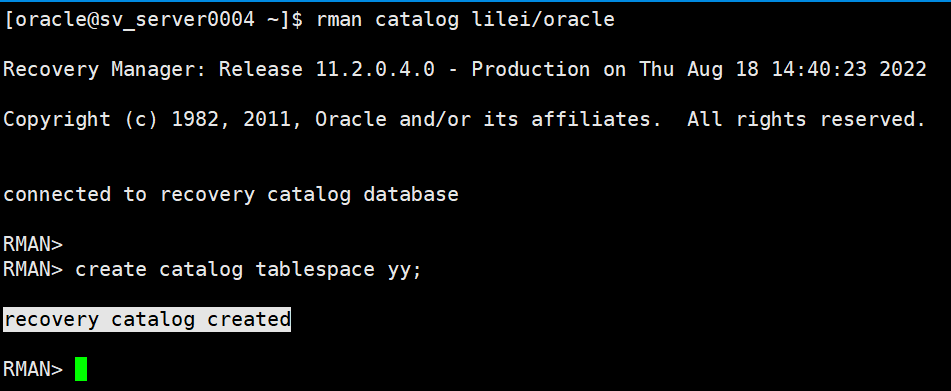 [oracle@sv_server0004 ~]$ rman catalog lilei/oracle
Recovery Manager: Release 11.2.0.4.0 - Production on Thu Aug 18 14:40:23 2022
Copyright (c) 1982, 2011, Oracle and/or its affiliates.  All rights reserved.
connected to recovery catalog database
RMAN>
RMAN> create catalog tablespace yy;
recovery catalog created
RMAN>